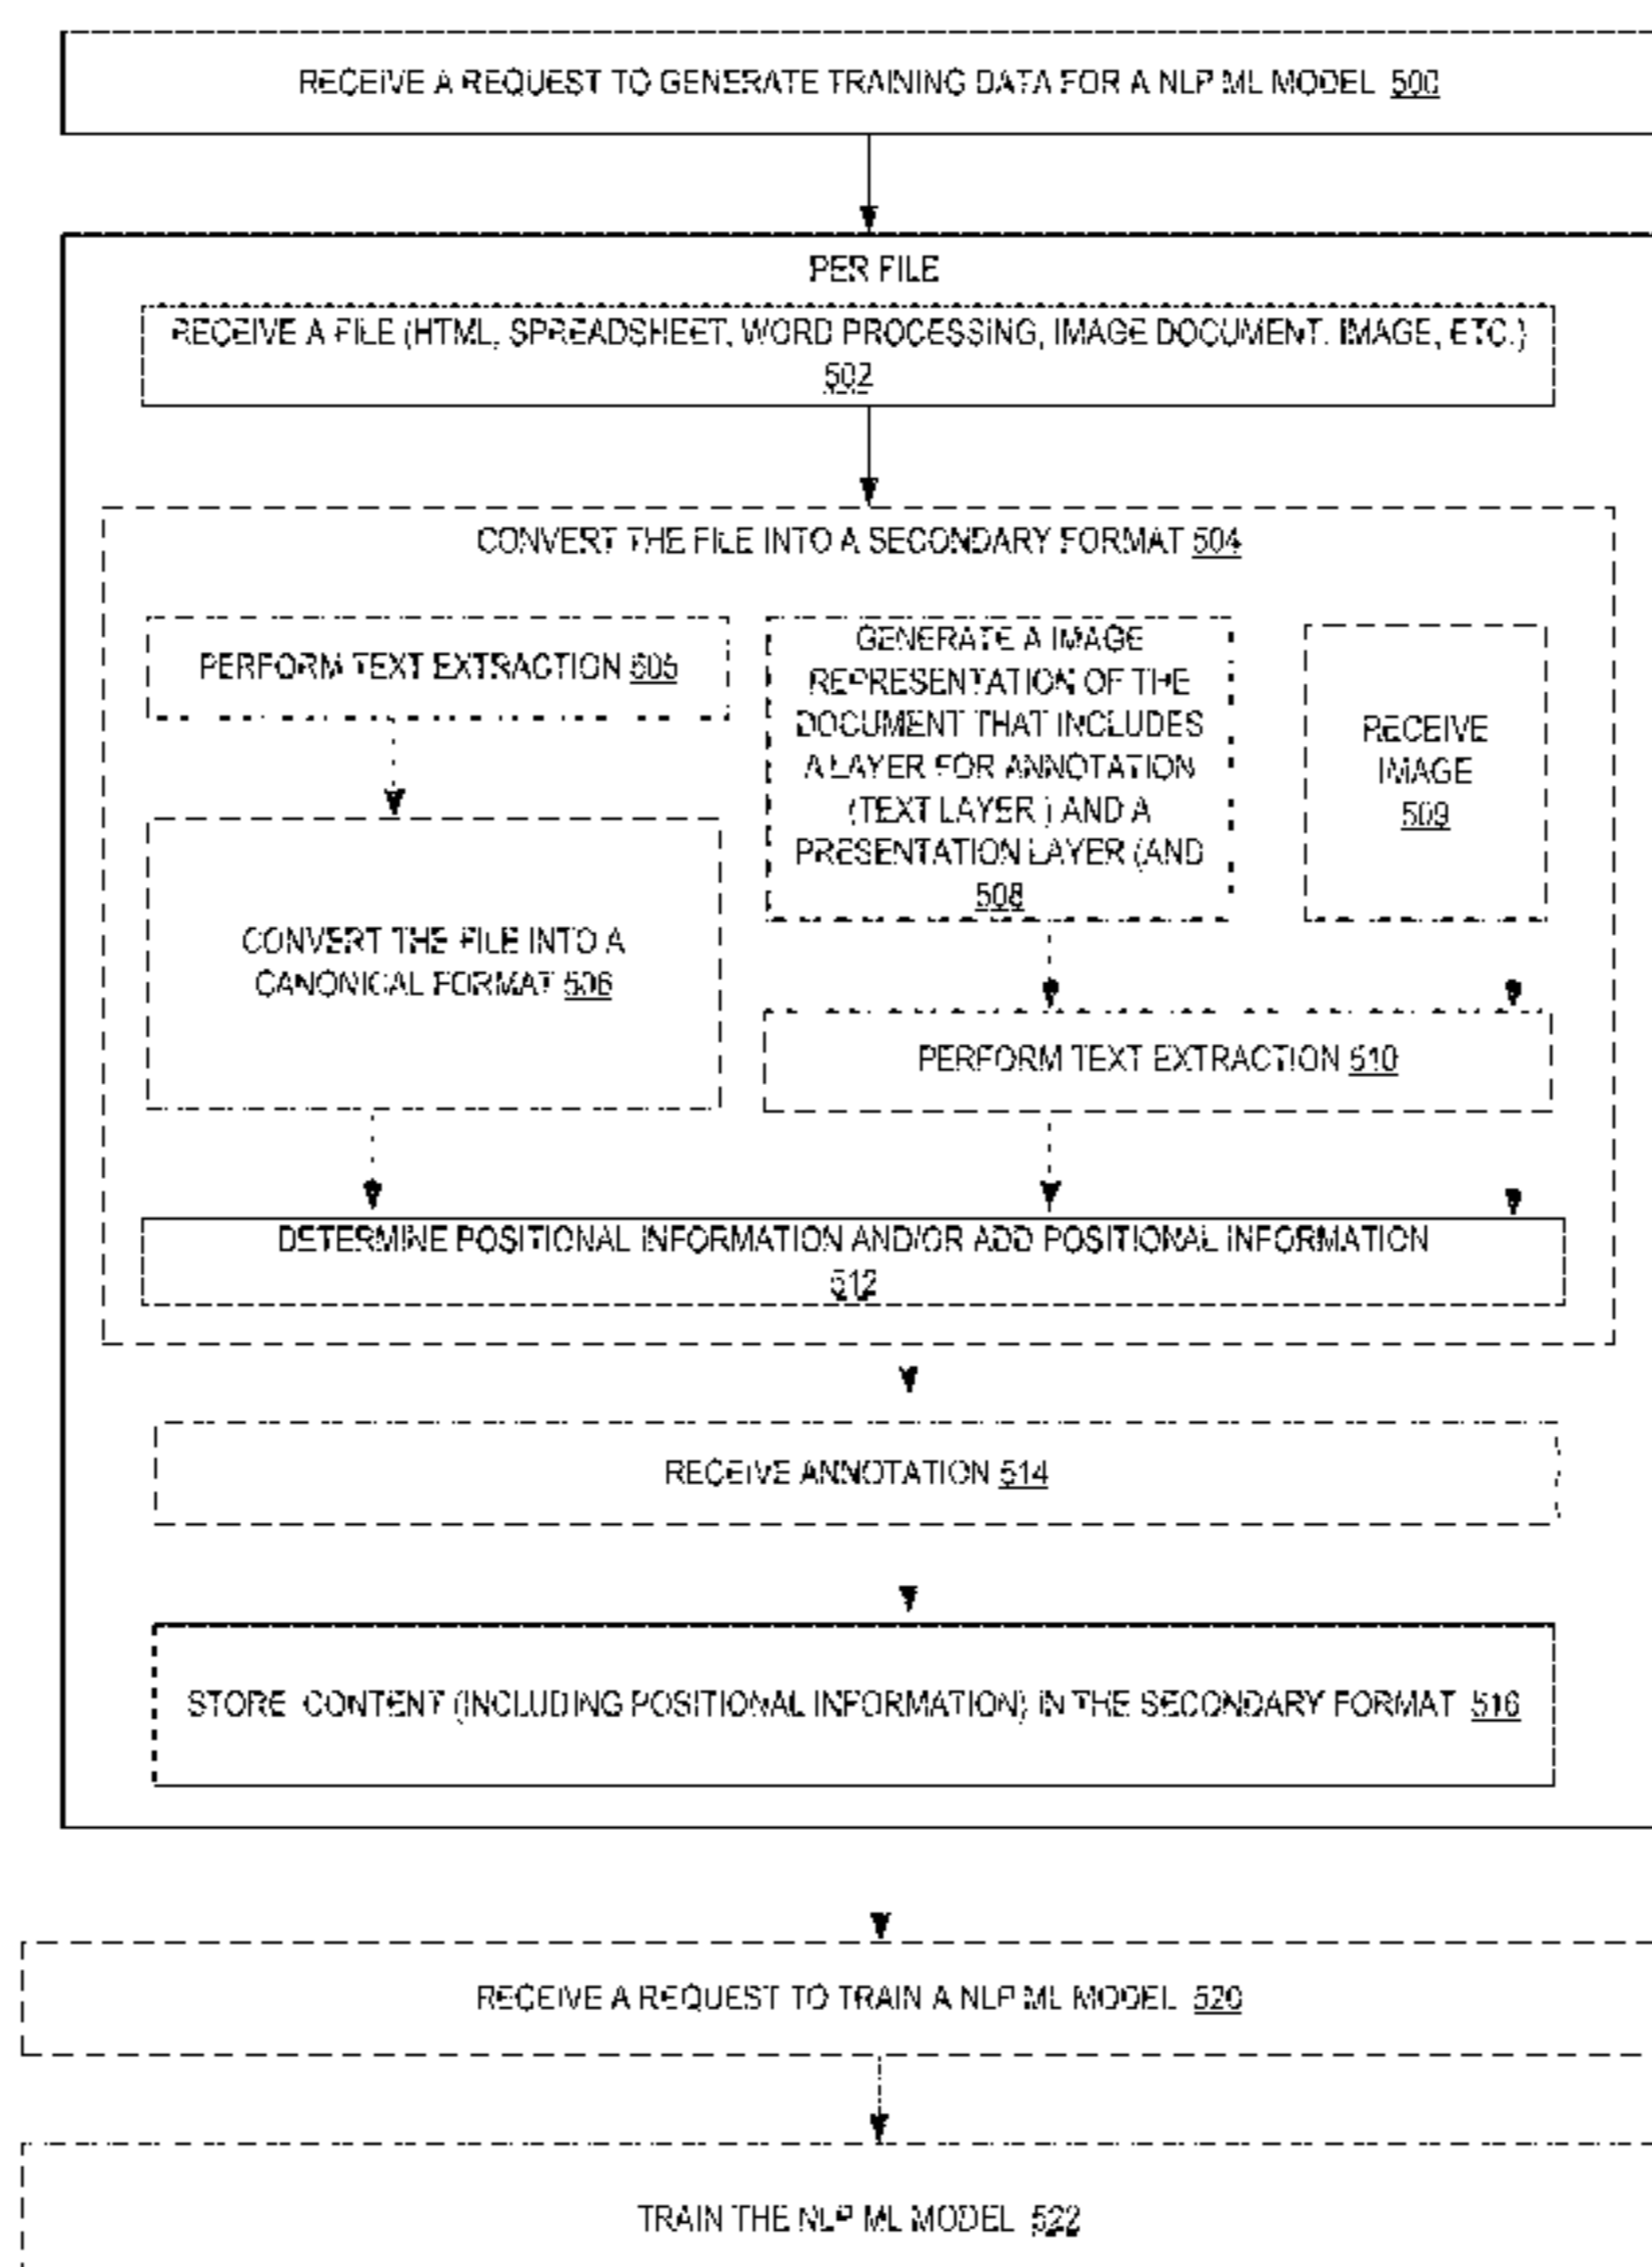 RECEIVE A REQUEST TO GENERATE TRAINING DATA FOR A NLP ML MODEL 500
PER FILE
RECEIVE A FILE (HTML, SPREADSHEET, WORD PROCESSING, IMAGE DOCUMENT, IMAGE, ETC.)
502
CONVERT THE FILE INTO A SECONDARY FORMAT 504
PERFORM TEXT EXTRACTION 505
CONVERT THE FILE INTO A
CANONICAL FORMAT 506
GENERATE A IMAGE
REPRESENTATION OF THE
DOCUMENT THAT INCLUDES
A LAYER FOR ANNOTATION
(TEXT LAYER ) AND A
PRESENTATION LAYER (AND
508
RECEIVE
IMAGE
509
PERFORM TEXT EXTRACTION 510
DETERMINE POSITIONAL INFORMATION AND/OR ADD POSITIONAL INFORMATION
512
RECEIVE ANNOTATION 514
STORE CONTENT (INCLUDING POSITIONAL INFORMATION) IN THE SECONDARY FORMAT 516
RECEIVE A REQUEST TO TRAIN A NLP ML MODEL 520
TRAIN THE NLP ML MODEL 522